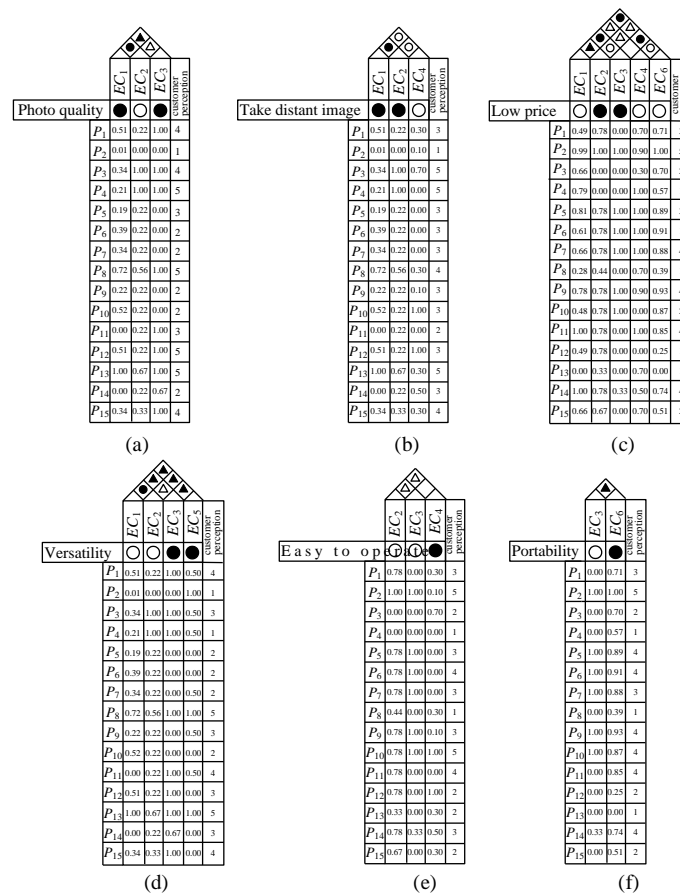 EC1 EC2 EC3 customer perception
Photo quality
P1 0.51 0.22 1.00 4
P2 0.01 0.00 0.00 1
P3 0.34 1.00 1.00 4
P4 0.21 1.00 1.00 5
P5 0.19 0.22 0.00 3
P6 0.39 0.22 0.00 2
P7 0.34 0.22 0.00 2
P8 0.72 0.56 1.00 5
P9 0.22 0.22 0.00 2
P10 0.52 0.22 0.00 2
P11 0.00 0.22 1.00 3
P12 0.51 0.22 1.00 5
P13 1.00 0.67 1.00 5
P14 0.00 0.22 0.67 2
P15 0.34 0.33 1.00 4
(a)
EC1 EC2 EC4 customer perception
Take distant image
P1 0.51 0.22 0.30 3
P2 0.01 0.00 0.10 1
P3 0.34 1.00 0.70 5
P4 0.21 1.00 0.00 5
P5 0.19 0.22 0.00 3
P6 0.39 0.22 0.00 3
P7 0.34 0.22 0.00 3
P8 0.72 0.56 0.30 4
P9 0.22 0.22 0.10 3
P10 0.52 0.22 1.00 3
P11 0.00 0.22 0.00 2
P12 0.51 0.22 1.00 3
P13 1.00 0.67 0.30 5
P14 0.00 0.22 0.50 3
P15 0.34 0.33 0.30 4
(b)
EC1 EC2 EC3 EC4 EC6 customer
Low price
P1 0.49 0.78 0.00 0.70 0.71
P2 0.99 1.00 1.00 0.90 1.00
P3 0.66 0.00 0.00 0.30 0.70
P4 0.79 0.00 0.00 1.00 0.57
P5 0.81 0.78 1.00 1.00 0.89
P6 0.61 0.78 1.00 1.00 0.91
P7 0.66 0.78 1.00 1.00 0.88
P8 0.28 0.44 0.00 0.70 0.39
P9 0.78 0.78 1.00 0.90 0.93
P10 0.48 0.78 1.00 0.00 0.87
P11 1.00 0.78 0.00 1.00 0.85
P12 0.49 0.78 0.00 0.00 0.25
P13 0.00 0.33 0.00 0.70 0.00
P14 1.00 0.78 0.33 0.50 0.74
P15 0.66 0.67 0.00 0.70 0.51
(c)
EC1 EC2 EC3 EC5 customer perception
Versatility
P1 0.51 0.22 1.00 0.50 4
P2 0.01 0.00 0.00 1.00 1
P3 0.34 1.00 1.00 0.50 3
P4 0.21 1.00 1.00 0.50 1
P5 0.19 0.22 0.00 0.00 2
P6 0.39 0.22 0.00 0.00 2
P7 0.34 0.22 0.00 0.50 2
P8 0.72 0.56 1.00 1.00 5
P9 0.22 0.22 0.00 0.50 3
P10 0.52 0.22 0.00 0.00 2
P11 0.00 0.22 1.00 0.50 4
P12 0.51 0.22 1.00 0.00 3
P13 1.00 0.67 1.00 1.00 5
P14 0.00 0.22 0.67 0.00 3
P15 0.34 0.33 1.00 0.00 4
(d)
EC2 EC3 EC4 customer perception
Easy to operate
P1 0.78 0.00 0.30 3
P2 1.00 1.00 0.10 5
P3 0.00 0.00 0.70 2
P4 0.00 0.00 0.00 1
P5 0.78 1.00 0.00 3
P6 0.78 1.00 0.00 4
P7 0.78 1.00 0.00 3
P8 0.44 0.00 0.30 1
P9 0.78 1.00 0.10 3
P10 0.78 1.00 1.00 5
P11 0.78 0.00 0.00 4
P12 0.78 0.00 1.00 2
P13 0.33 0.00 0.30 2
P14 0.78 0.33 0.50 3
P15 0.67 0.00 0.30 2
(e)
EC3 EC6 customer perception
Portability
P1 0.00 0.71 3
P2 1.00 1.00 5
P3 0.00 0.70 2
P4 0.00 0.57 1
P5 1.00 0.89 4
P6 1.00 0.91 4
P7 1.00 0.88 3
P8 0.00 0.39 1
P9 1.00 0.93 4
P10 1.00 0.87 4
P11 0.00 0.85 4
P12 0.00 0.25 2
P13 0.00 0.00 1
P14 0.33 0.74 4
P15 0.00 0.51 2
(f)